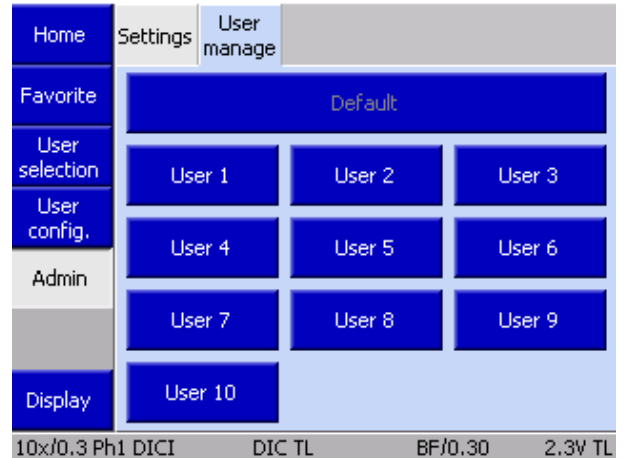 Home
Settings
User
manage
Favorite
Default
User
selection
User 1
User 2
User 3
User
config.
User 4
User 5
User 6
Admin
User 7
User 8
User 9
Display
User 10
10x/0.3 Ph1 DICI DIC TL BF/0.30 2.3V TL